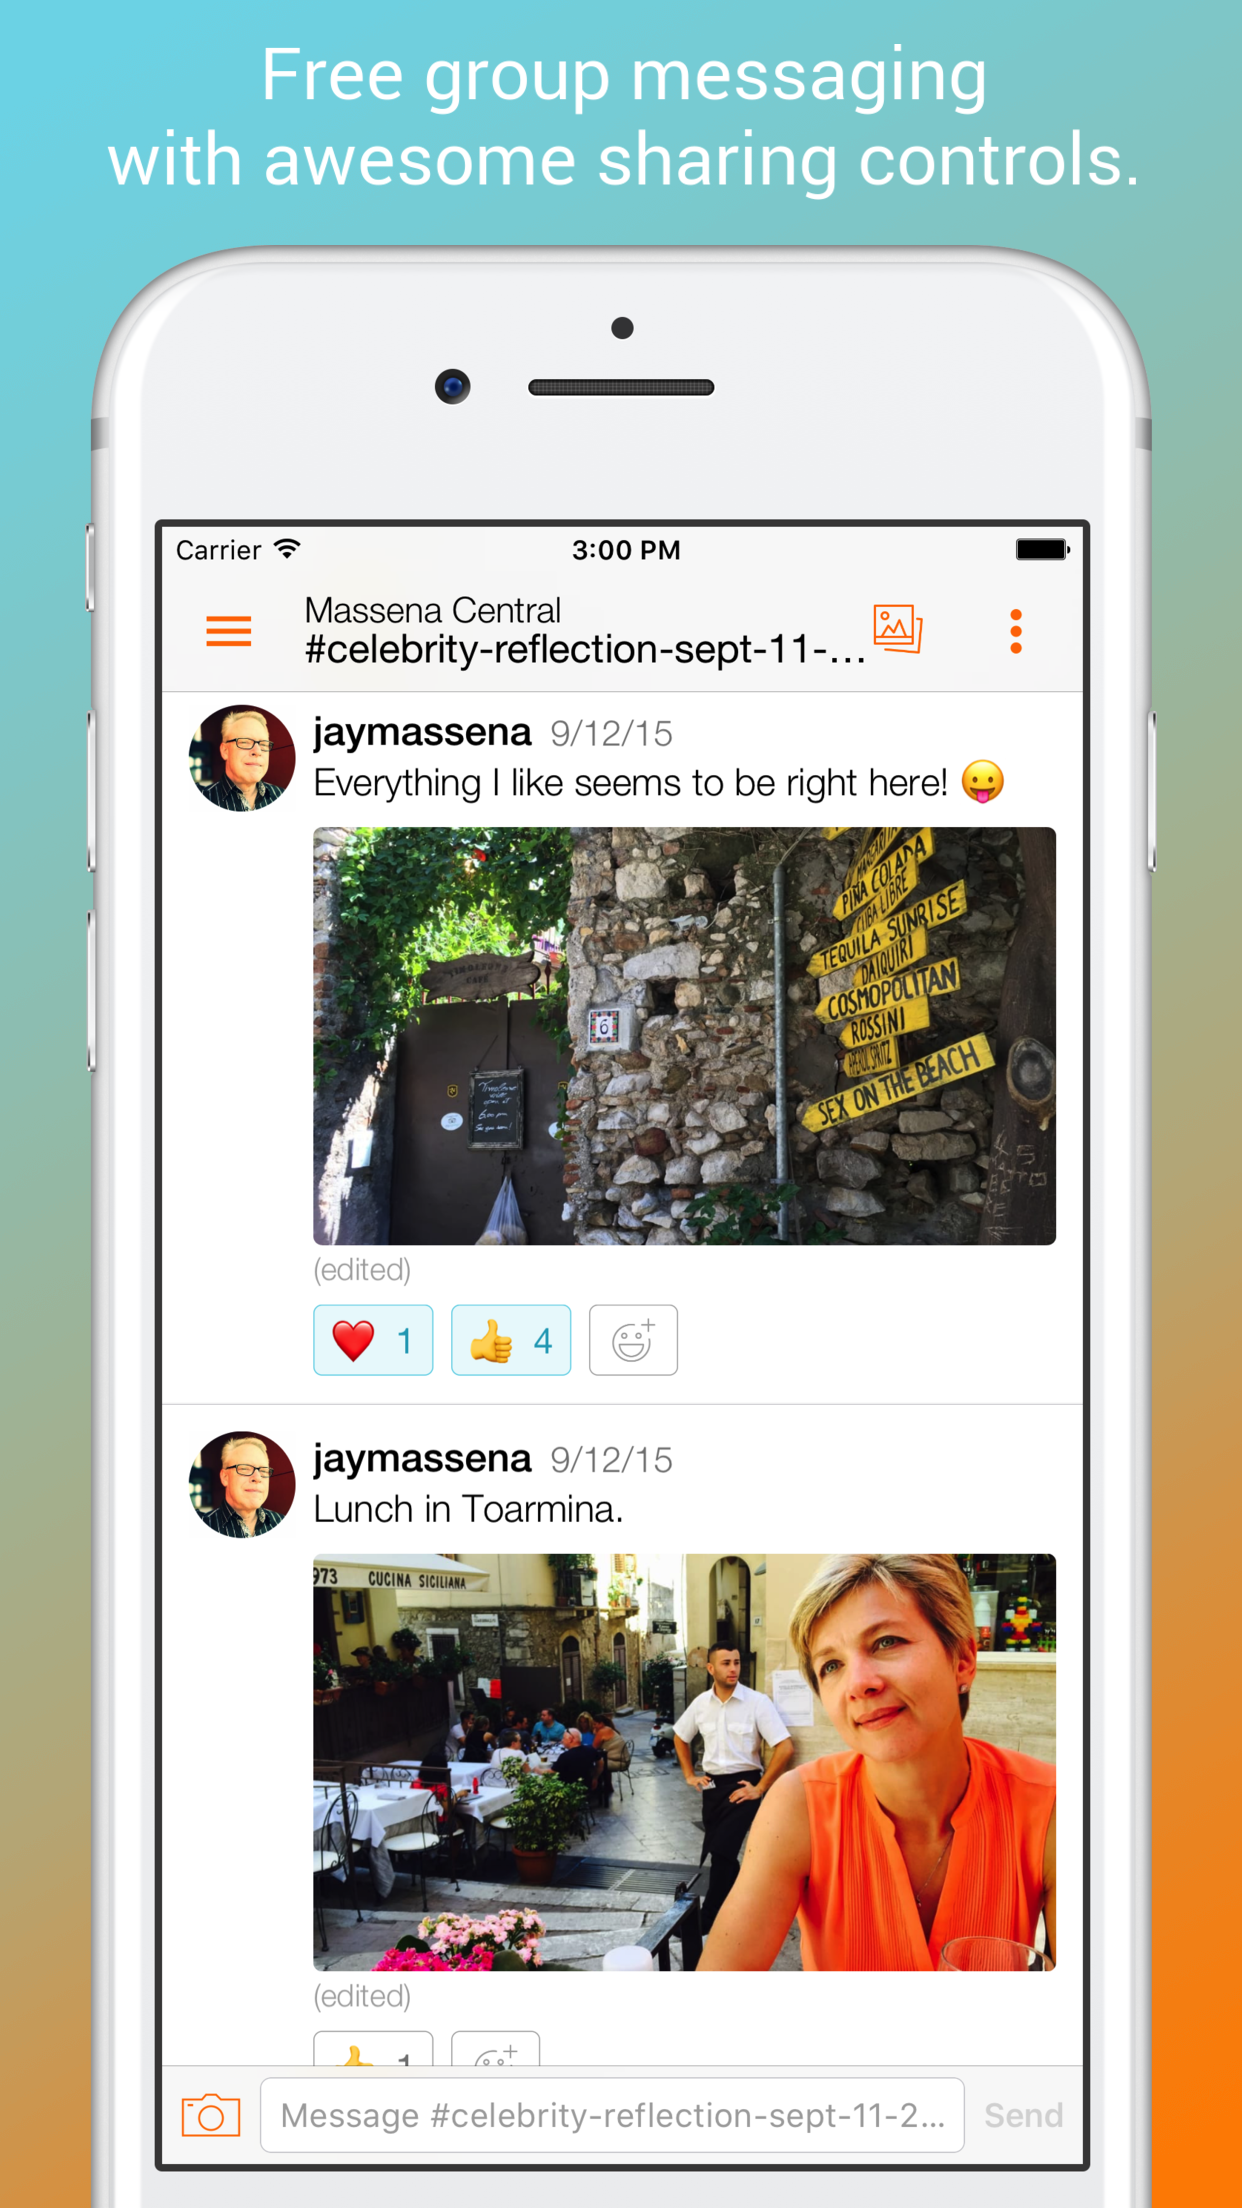 Free group messaging
with awesome sharing controls.
Carrier
3:00 PM
Massena Central
#celebrity-reflection-sept-11-...
jaymassena 9/12/15
Everything I like seems to be right here! 😛
PIÑA COLADA
CUBA LIBRE
TEQUILA SUNRISE
DAIQUIRI
COSMOPOLITAN
ROSSINI
APEROL SPRITZ
SEX ON THE BEACH
6
(edited)
❤️ 1 👍 4
jaymassena 9/12/15
Lunch in Toarmina.
973 CUCINA SICILIANA
(edited)
👍 1
Message #celebrity-reflection-sept-11-2...
Send